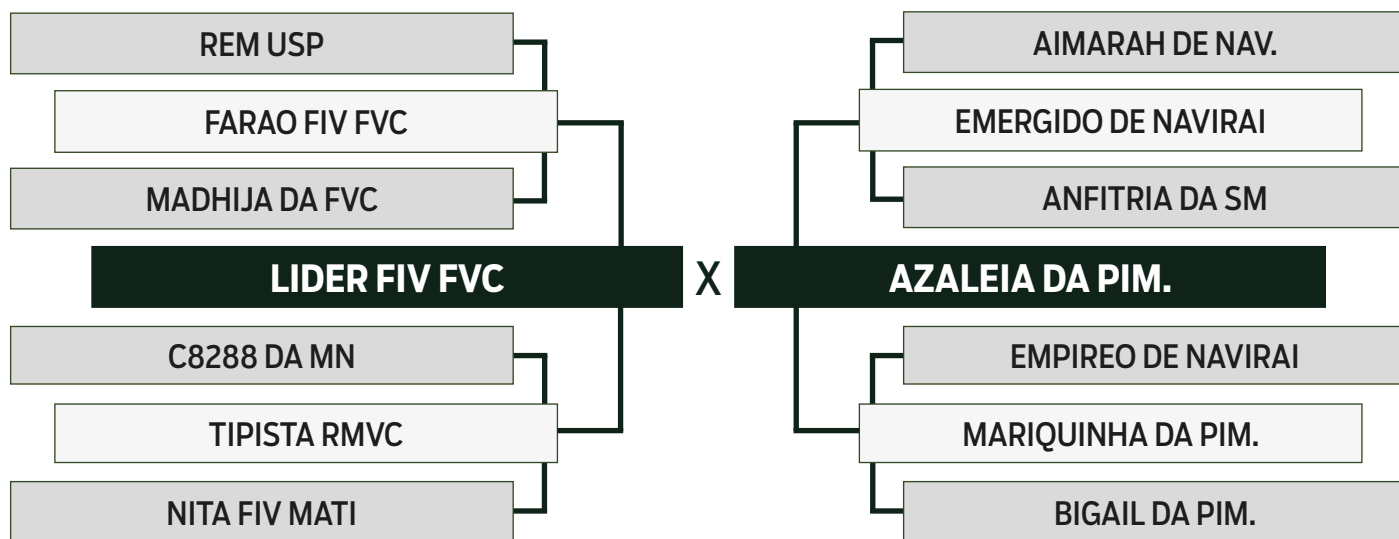 REM USP
FARAO FIV FVC
MADHIJA DA FVC
LIDER FIV FVC
C8288 DA MN
TIPISTA RMVC
NITA FIV MATI
X
AIMARAH DE NAV.
EMERGIDO DE NAVIRAI
ANFITRIA DA SM
AZALEIA DA PIM.
EMPIREO DE NAVIRAI
MARIQUINHA DA PIM.
BIGAIL DA PIM.